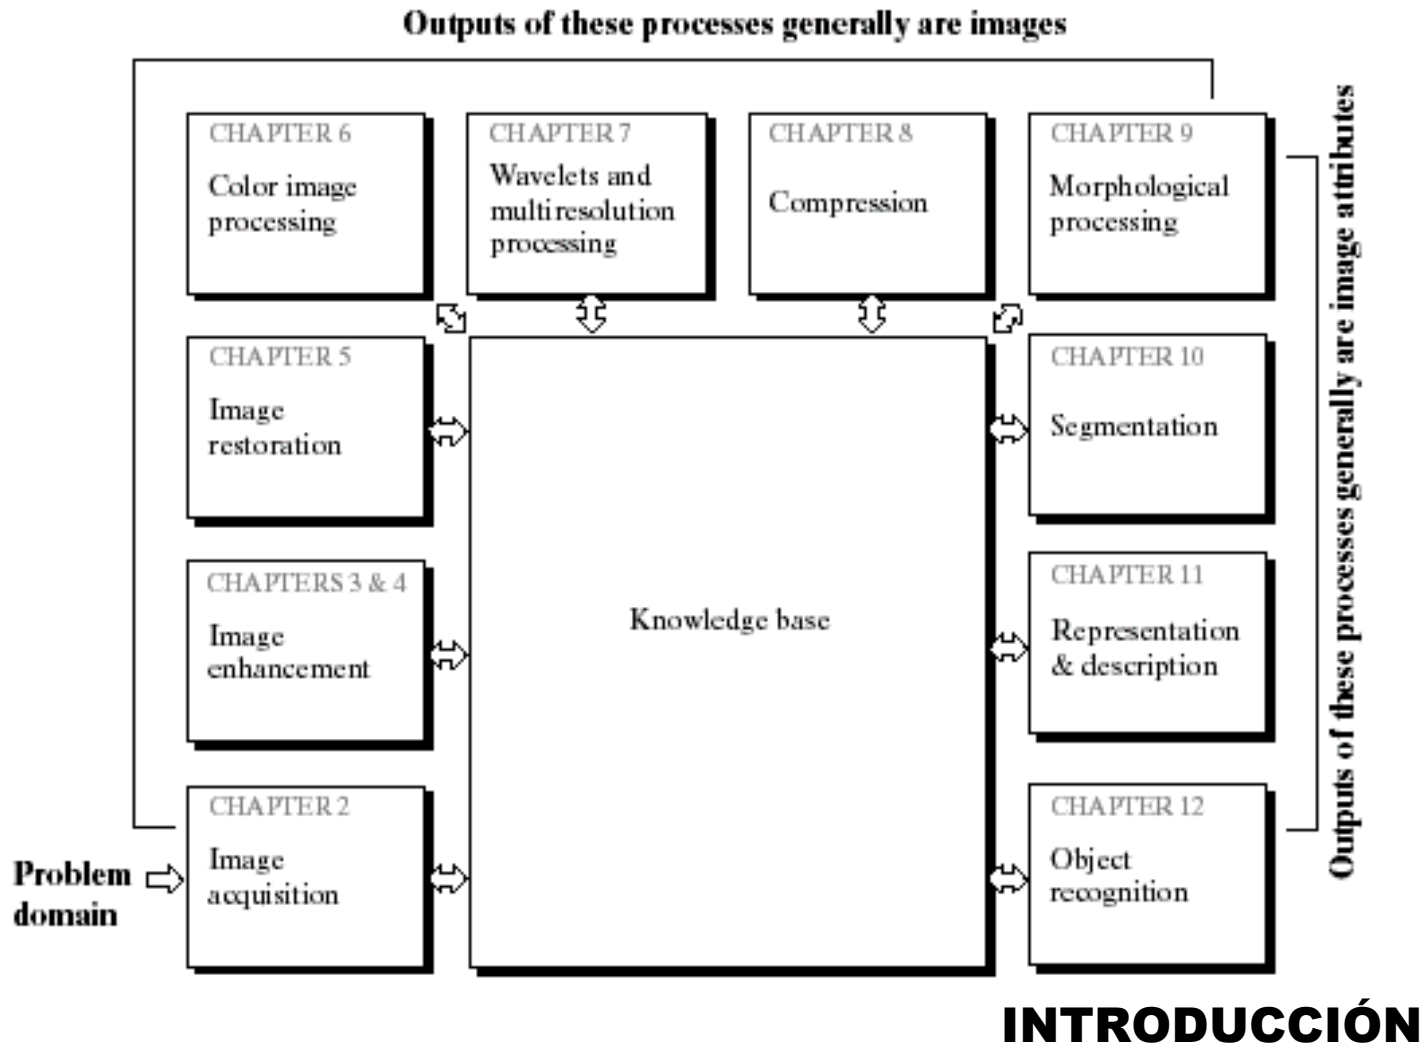 Outputs of these processes generally are images
CHAPTER 6
Color image
processing
CHAPTER 7
Wavelets and
multiresolution
processing
CHAPTER 8
Compression
CHAPTER 9
Morphological
processing
CHAPTER 5
Image
restoration
CHAPTERS 3 & 4
Image
enhancement
CHAPTER 2
Image
acquisition
Problem
domain
Knowledge base
CHAPTER 10
Segmentation
CHAPTER 11
Representation
& description
CHAPTER 12
Object
recognition
Outputs of these processes generally are image attributes
INTRODUCCIÓN